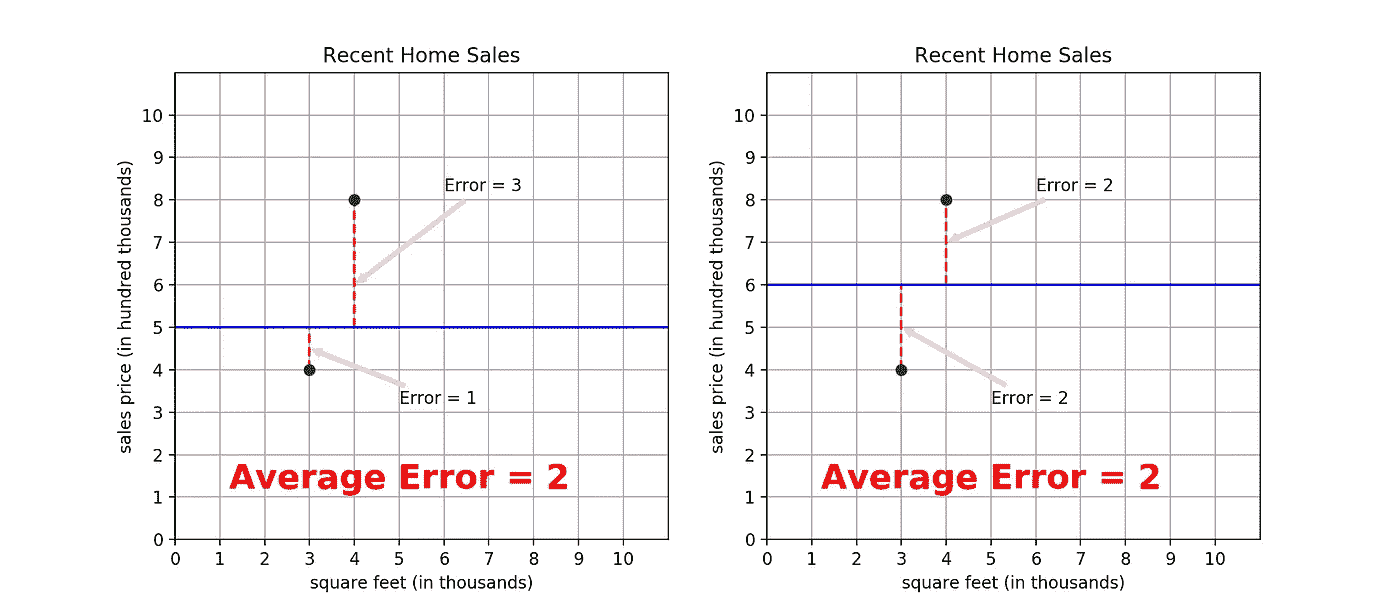 Recent Home Sales
10
9
8
7
6
5
4
3
2
1
0
sales price (in hundred thousands)
Error = 3
Error = 1
Average Error = 2
0 1 2 3 4 5 6 7 8 9 10
square feet (in thousands)
Recent Home Sales
10
9
8
7
6
5
4
3
2
1
0
sales price (in hundred thousands)
Error = 2
Error = 2
Average Error = 2
0 1 2 3 4 5 6 7 8 9 10
square feet (in thousands)